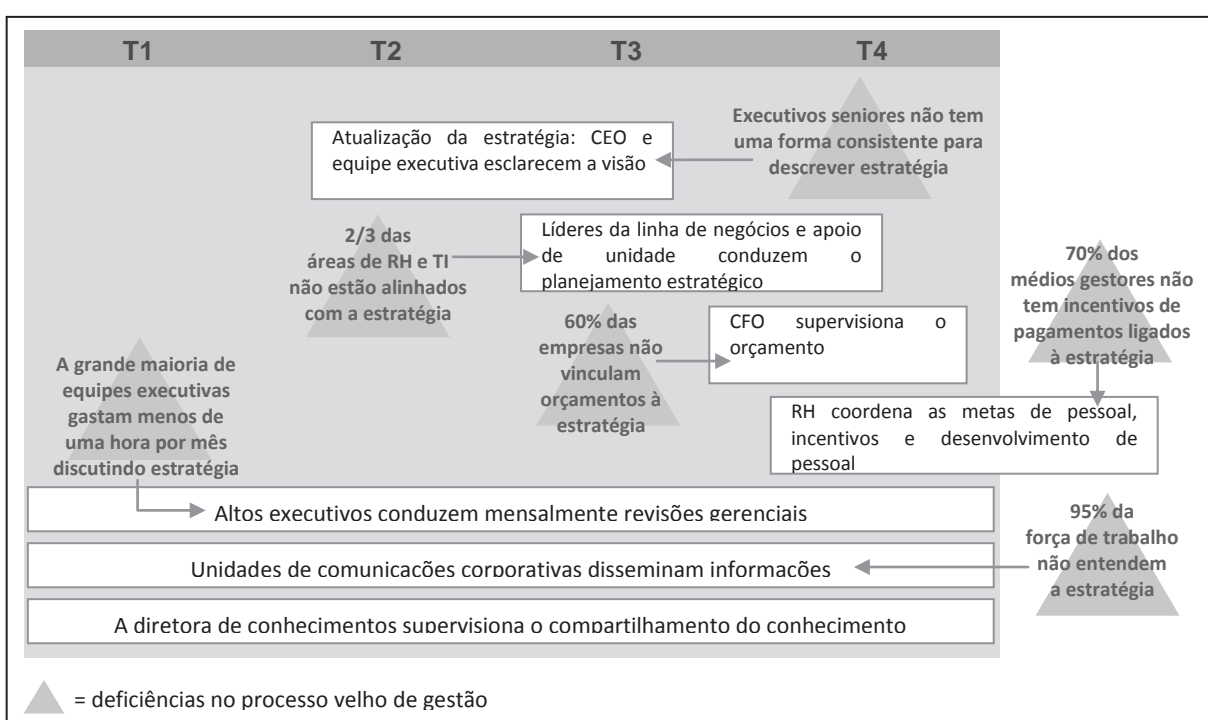 T1 T2 T3 T4
Executivos seniores não tem
uma forma consistente para
descrever estratégia
Atualização da estratégia: CEO e
equipe executiva esclarecem a visão
2/3 das
áreas de RH e TI
não estão alinhados
com a estratégia
Líderes da linha de negócios e apoio
de unidade conduzem o
planejamento estratégico
70% dos
médios gestores não
tem incentivos de
pagamentos ligados
à estratégia
60% das
empresas não
vinculam
orçamentos à
estratégia
CFO supervisiona o
orçamento
A grande maioria de
equipes executivas
gastam menos de
uma hora por mês
discutindo estratégia
RH coordena as metas de pessoal,
incentivos e desenvolvimento de
pessoal
Altos executivos conduzem mensalmente revisões gerenciais
95% da
força de trabalho
não entendem
a estratégia
Unidades de comunicações corporativas disseminam informações
A diretora de conhecimentos supervisiona o compartilhamento do conhecimento
= deficiências no processo velho de gestão